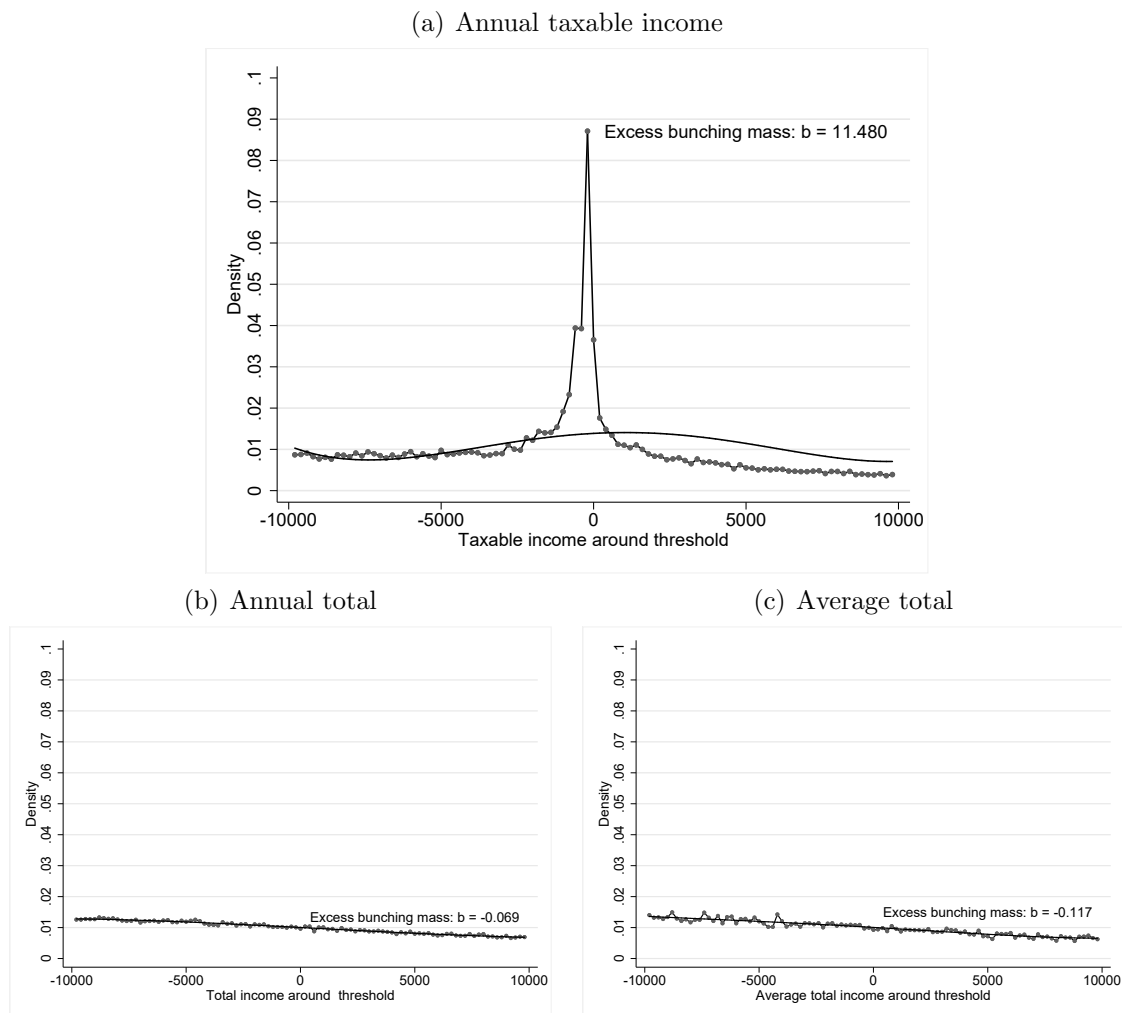 (a) Annual taxable income
.1
.09
.08
.07
.06
.05
.04
.03
.02
.01
0
Density
Excess bunching mass: b = 11.480
-10000 -5000 0 5000 10000
Taxable income around threshold
(b) Annual total
.1
.09
.08
.07
.06
.05
.04
.03
.02
.01
0
Density
Excess bunching mass: b = -0.069
-10000 -5000 0 5000 10000
Total income around threshold
(c) Average total
.1
.09
.08
.07
.06
.05
.04
.03
.02
.01
0
Density
Excess bunching mass: b = -0.117
-10000 -5000 0 5000 10000
Average total income around threshold